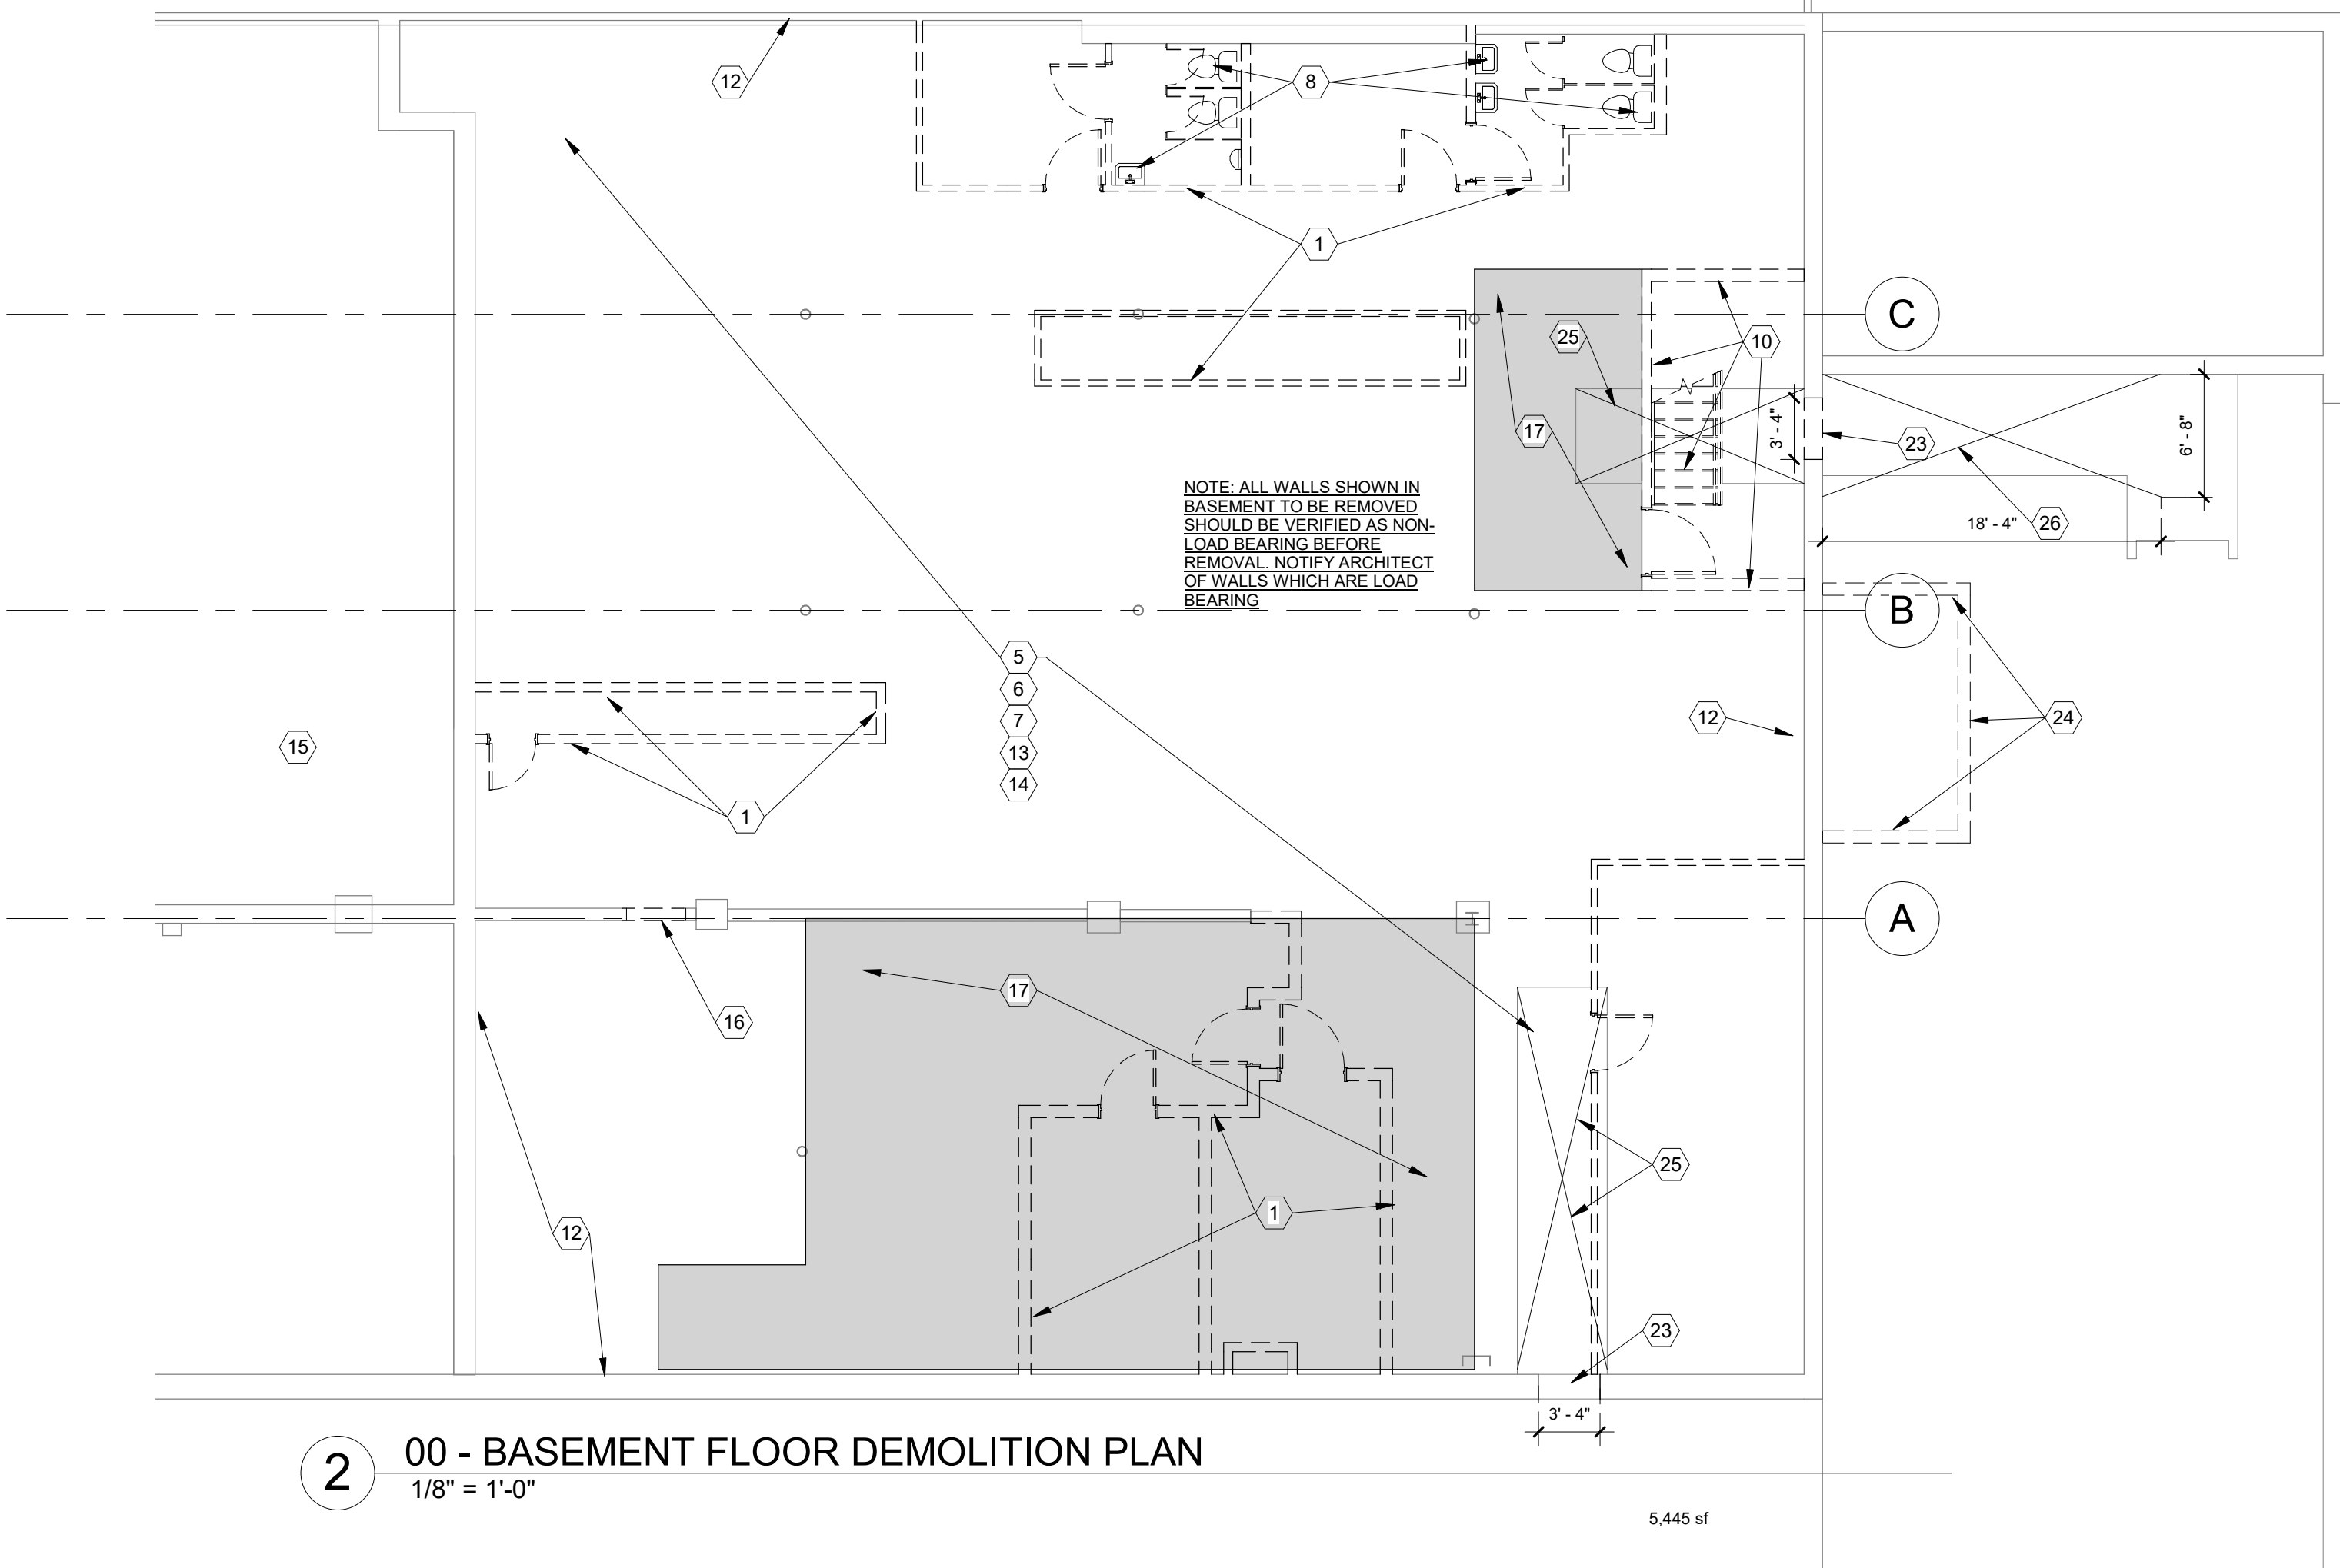 12
8
1
C
25
10
17
3' - 4"
23
6' - 8"
NOTE: ALL WALLS SHOWN IN
BASEMENT TO BE REMOVED
SHOULD BE VERIFIED AS NON-
LOAD BEARING BEFORE
REMOVAL. NOTIFY ARCHITECT
OF WALLS WHICH ARE LOAD
BEARING
18' - 4"
26
B
5
6
7
13
14
12
24
15
1
A
17
16
25
1
12
23
3' - 4"
2
00 - BASEMENT FLOOR DEMOLITION PLAN
1/8" = 1'-0"
5,445 sf